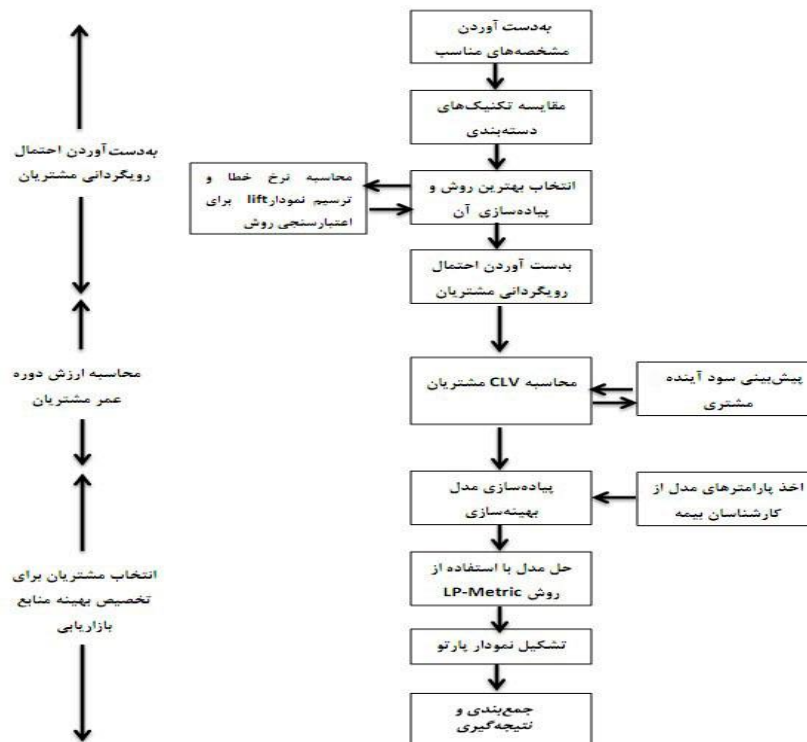 به‌دست آوردن
مشخصه‌های مناسب
مقایسه تکنیک‌های
دسته‌بندی
به‌دست آوردن احتمال
رویگردانی مشتریان
محاسبه نرخ خطا و
ترسیم نمودار lift برای
اعتبارسنجی روش
انتخاب بهترین روش و
پیاده‌سازی آن
بدست آوردن احتمال
رویگردانی مشتریان
محاسبه ارزش دوره
عمر مشتریان
محاسبه CLV مشتریان
پیش‌بینی سود آینده
مشتری
پیاده‌سازی مدل
بهینه‌سازی
اخذ پارامترهای مدل از
کارشناسان بیمه
انتخاب مشتریان برای
تخصیص بهینه منابع
بازاریابی
حل مدل با استفاده از
روش LP-Metric
تشکیل نمودار پارتو
جمع‌بندی و
نتیجه‌گیری